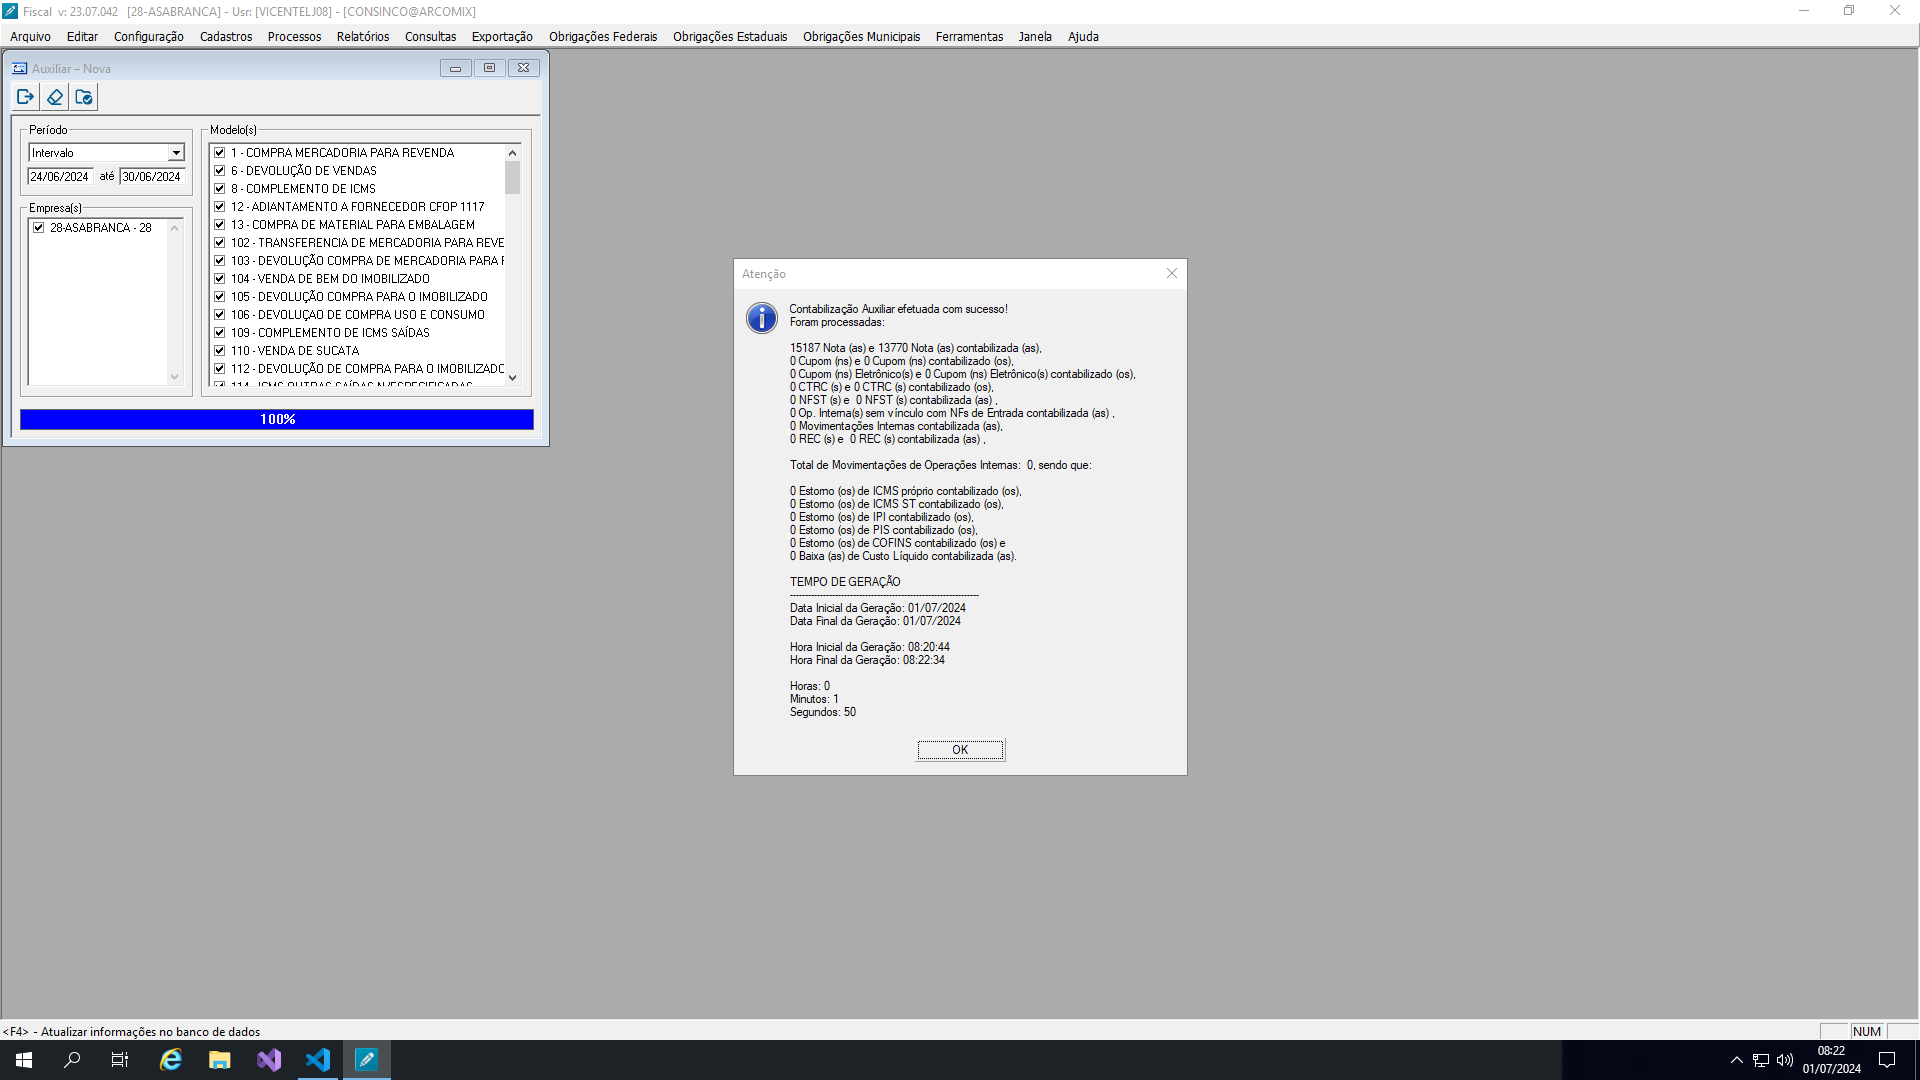 Fiscal v: 23.07.042 [28-ASABRANCA] - Usr: [VICENTELJ08] - [CONSINCO@ARCOMIX]
Arquivo Editar Configuração Cadastros Processos Relatórios Consultas Exportação Obrigações Federais Obrigações Estaduais Obrigações Municipais Ferramentas Janela Ajuda
Auxiliar – Nova
Período
Intervalo
24/06/2024 até 30/06/2024
Empresa(s)
28-ASABRANCA - 28
Modelo(s)
1 - COMPRA MERCADORIA PARA REVENDA
6 - DEVOLUÇÃO DE VENDAS
8 - COMPLEMENTO DE ICMS
12 - ADIANTAMENTO A FORNECEDOR CFOP 1117
13 - COMPRA DE MATERIAL PARA EMBALAGEM
102 - TRANSFERENCIA DE MERCADORIA PARA REVE
103 - DEVOLUÇÃO COMPRA DE MERCADORIA PARA
104 - VENDA DE BEM DO IMOBILIZADO
105 - DEVOLUÇÃO COMPRA PARA O IMOBILIZADO
106 - DEVOLUÇAO DE COMPRA USO E CONSUMO
109 - COMPLEMENTO DE ICMS SAÍDAS
110 - VENDA DE SUCATA
112 - DEVOLUÇÃO DE COMPRA PARA O IMOBILIZADO
114 - ICMS OUTRAS SAÍDAS N/ESPECIFICADAS
100%
Atenção
Contabilização Auxiliar efetuada com sucesso!
Foram processadas:
15187 Nota (as) e 13770 Nota (as) contabilizada (as),
0 Cupom (ns) e 0 Cupom (ns) contabilizado (os),
0 Cupom (ns) Eletrônico(s) e 0 Cupom (ns) Eletrônico(s) contabilizado (os),
0 CTRC (s) e 0 CTRC (s) contabilizado (os),
0 NFST (s) e 0 NFST (s) contabilizada (as) ,
0 Op. Interna(s) sem vínculo com NFs de Entrada contabilizada (as) ,
0 Movimentações Internas contabilizada (as),
0 REC (s) e 0 REC (s) contabilizada (as) ,
Total de Movimentações de Operações Internas: 0, sendo que:
0 Estorno (os) de ICMS próprio contabilizado (os),
0 Estorno (os) de ICMS ST contabilizado (os),
0 Estorno (os) de IPI contabilizado (os),
0 Estorno (os) de PIS contabilizado (os),
0 Estorno (os) de COFINS contabilizado (os) e
0 Baixa (as) de Custo Líquido contabilizada (as).
TEMPO DE GERAÇÃO
---------------------------------------------------------------
Data Inicial da Geração: 01/07/2024
Data Final da Geração: 01/07/2024
Hora Inicial da Geração: 08:20:44
Hora Final da Geração: 08:22:34
Horas: 0
Minutos: 1
Segundos: 50
OK
<F4> - Atualizar informações no banco de dados
NUM
08:22
01/07/2024